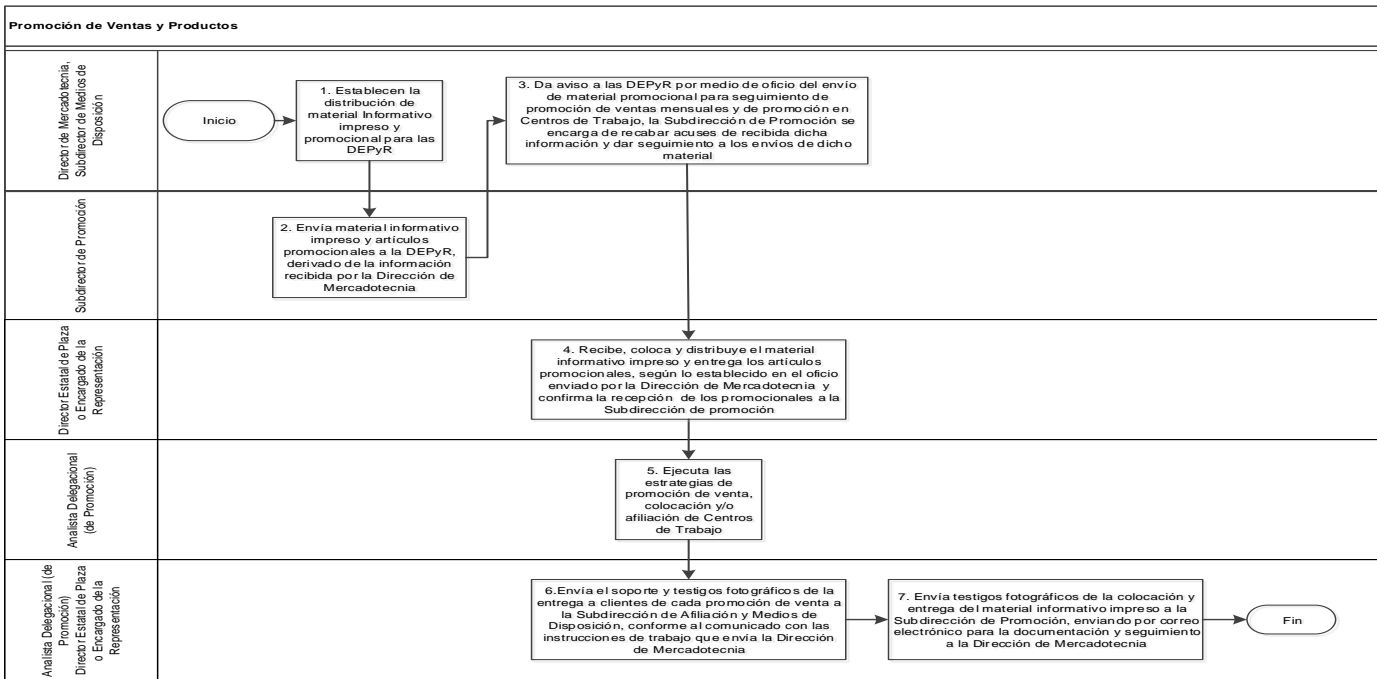 Promoción de Ventas y Productos
Director de Mercadotecnia,
Subdirector de Medios de
Disposición
Inicio
1. Establecen la
distribución de
material Informativo
impreso y
promocional para las
DEPyR
3. Da aviso a las DEPyR por medio de oficio del envío
de material promocional para seguimiento de
promoción de ventas mensuales y de promoción en
Centros de Trabajo, la Subdirección de Promoción se
encarga de recabar acuses de recibida dicha
información y dar seguimiento a los envíos de dicho
material
Subdirector de Promoción
2. Envía material informativo
impreso y artículos
promocionales a la DEPyR,
derivado de la información
recibida por la Dirección de
Mercadotecnia
Director Estatal de Plaza
o Encargado de la
Representación
4. Recibe, coloca y distribuye el material
informativo impreso y entrega los artículos
promocionales, según lo establecido en el oficio
enviado por la Dirección de Mercadotecnia y
confirma la recepción de los promocionales a la
Subdirección de promoción
Analista Delegacional
(de Promoción)
5. Ejecuta las
estrategias de
promoción de venta,
colocación y/o
afiliación de Centros
de Trabajo
Analista Delegacional (de
Promoción)
Director Estatal de Plaza
o Encargado de la
Representación
6.Envía el soporte y testigos fotográficos de la
entrega a clientes de cada promoción de venta a
la Subdirección de Afiliación y Medios de
Disposición, conforme al comunicado con las
instrucciones de trabajo que envía la Dirección
de Mercadotecnia
7. Envía testigos fotográficos de la colocación y
entrega del material informativo impreso a la
Subdirección de Promoción, enviando por correo
electrónico para la documentación y seguimiento
a la Dirección de Mercadotecnia
Fin